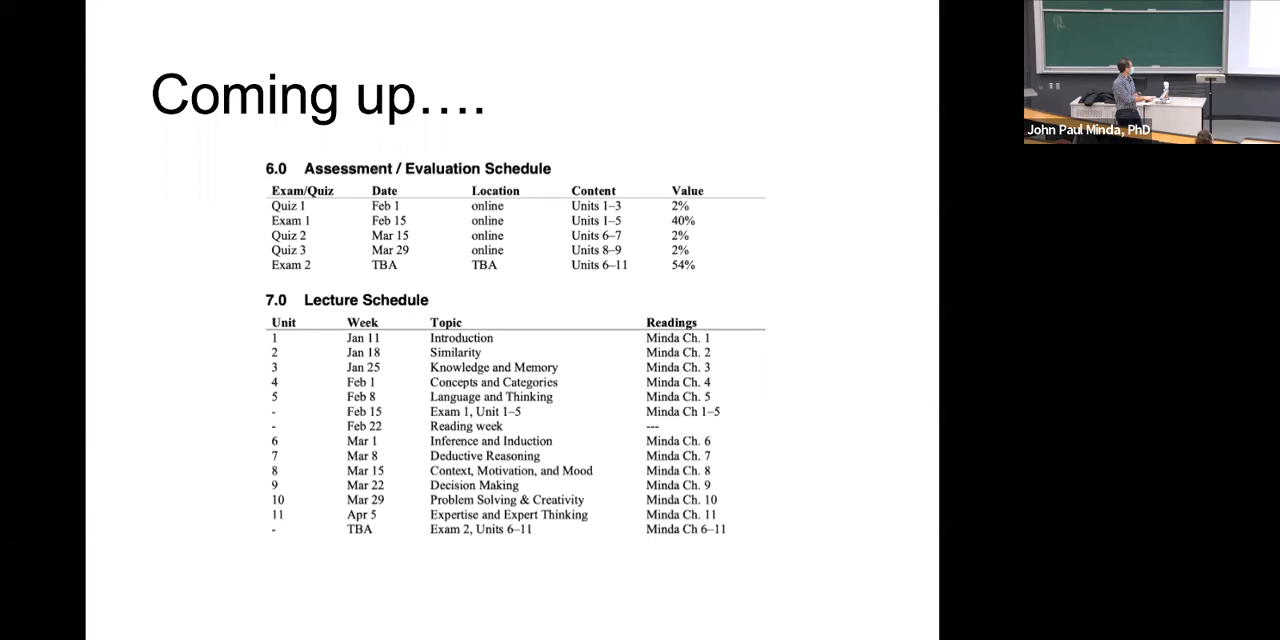 Coming up….
6.0 Assessment / Evaluation Schedule
Exam/Quiz Date Location Content Value
Quiz 1 Feb 1 online Units 1–3 2%
Exam 1 Feb 15 online Units 1–5 40%
Quiz 2 Mar 15 online Units 6–7 2%
Quiz 3 Mar 29 online Units 8–9 2%
Exam 2 TBA TBA Units 6–11 54%
7.0 Lecture Schedule
Unit Week Topic Readings
1 Jan 11 Introduction Minda Ch. 1
2 Jan 18 Similarity Minda Ch. 2
3 Jan 25 Knowledge and Memory Minda Ch. 3
4 Feb 1 Concepts and Categories Minda Ch. 4
5 Feb 8 Language and Thinking Minda Ch. 5
- Feb 15 Exam 1, Unit 1–5 Minda Ch 1–5
- Feb 22 Reading week ---
6 Mar 1 Inference and Induction Minda Ch. 6
7 Mar 8 Deductive Reasoning Minda Ch. 7
8 Mar 15 Context, Motivation, and Mood Minda Ch. 8
9 Mar 22 Decision Making Minda Ch. 9
10 Mar 29 Problem Solving & Creativity Minda Ch. 10
11 Apr 5 Expertise and Expert Thinking Minda Ch. 11
- TBA Exam 2, Units 6–11 Minda Ch 6–11
John Paul Minda, PhD